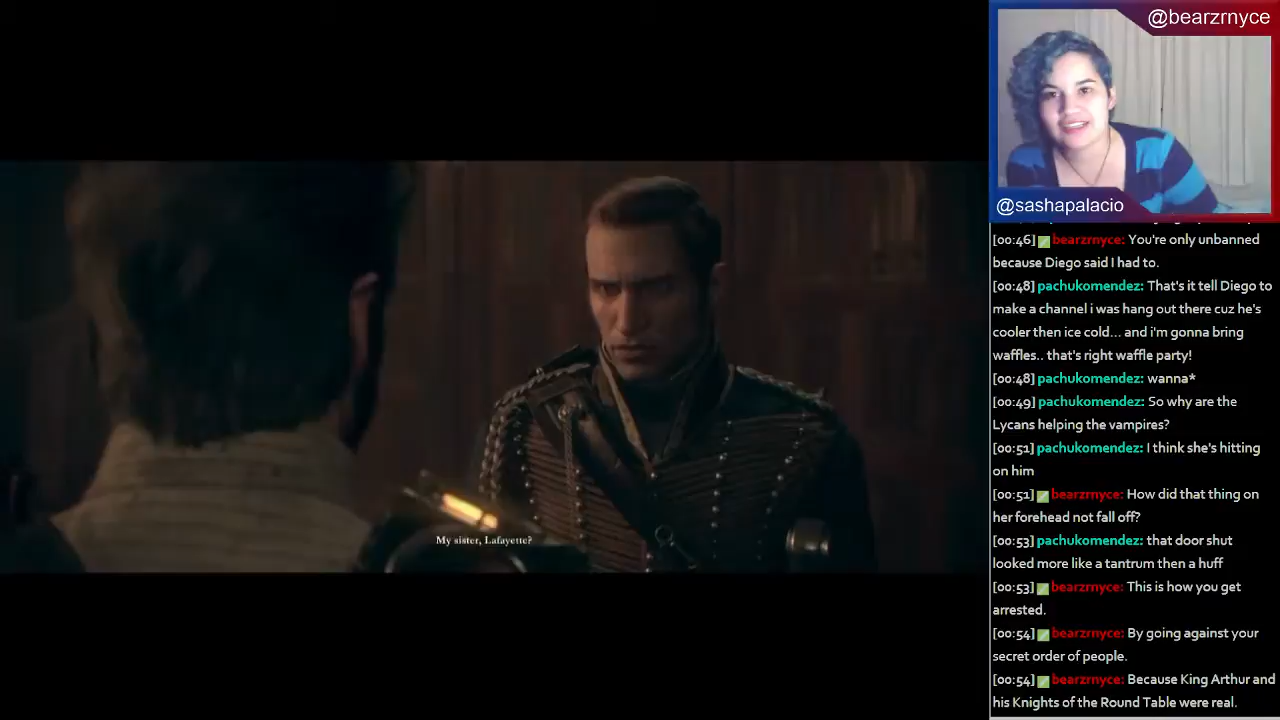 @bearzrnyce
@sashapalacio
My sister, Lafayette?
[00:46] bearzrnyce: You're only unbanned
because Diego said I had to.
[00:48] pachukomendez: That's it tell Diego to
make a channel i was hang out there cuz he's
cooler then ice cold... and i'm gonna bring
waffles.. that's right waffle party!
[00:48] pachukomendez: wanna*
[00:49] pachukomendez: So why are the
Lycans helping the vampires?
[00:51] pachukomendez: I think she's hitting
on him
[00:51] bearzrnyce: How did that thing on
her forehead not fall off?
[00:53] pachukomendez: that door shut
looked more like a tantrum then a huff
[00:53] bearzrnyce: This is how you get
arrested.
[00:54] bearzrnyce: By going against your
secret order of people.
[00:54] bearzrnyce: Because King Arthur and
his Knights of the Round Table were real.